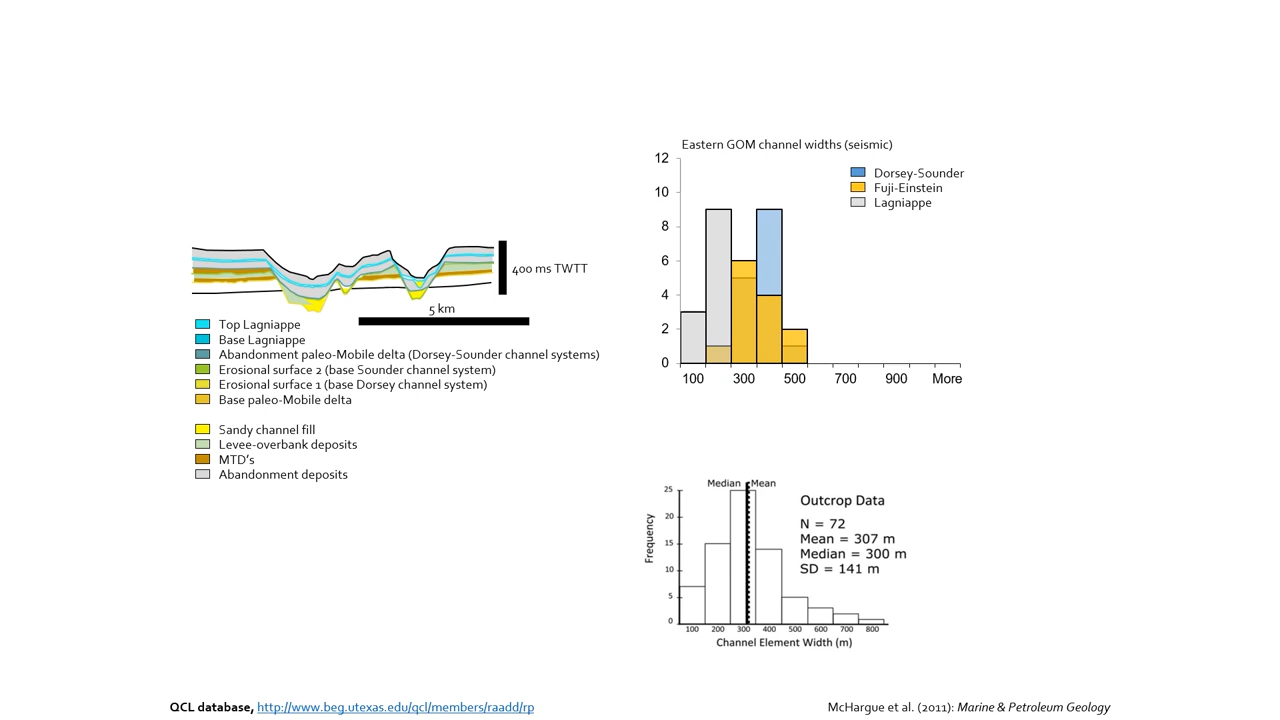 400 ms TWTT
5 km
Top Lagniappe
Base Lagniappe
Abandonment paleo-Mobile delta (Dorsey-Sounder channel systems)
Erosional surface 2 (base Sounder channel system)
Erosional surface 1 (base Dorsey channel system)
Base paleo-Mobile delta
Sandy channel fill
Levee-overbank deposits
MTD's
Abandonment deposits
Eastern GOM channel widths (seismic)
12
10
8
6
4
2
0
100 300 500 700 900 More
Dorsey-Sounder
Fuji-Einstein
Lagniappe
Median Mean
25
20
15
10
5
0
Frequency
100 200 300 400 500 600 700 800
Channel Element Width (m)
Outcrop Data
N = 72
Mean = 307 m
Median = 300 m
SD = 141 m
QCL database, http://www.beg.utexas.edu/qcl/members/raadd/rp
McHargue et al. (2011): Marine & Petroleum Geology